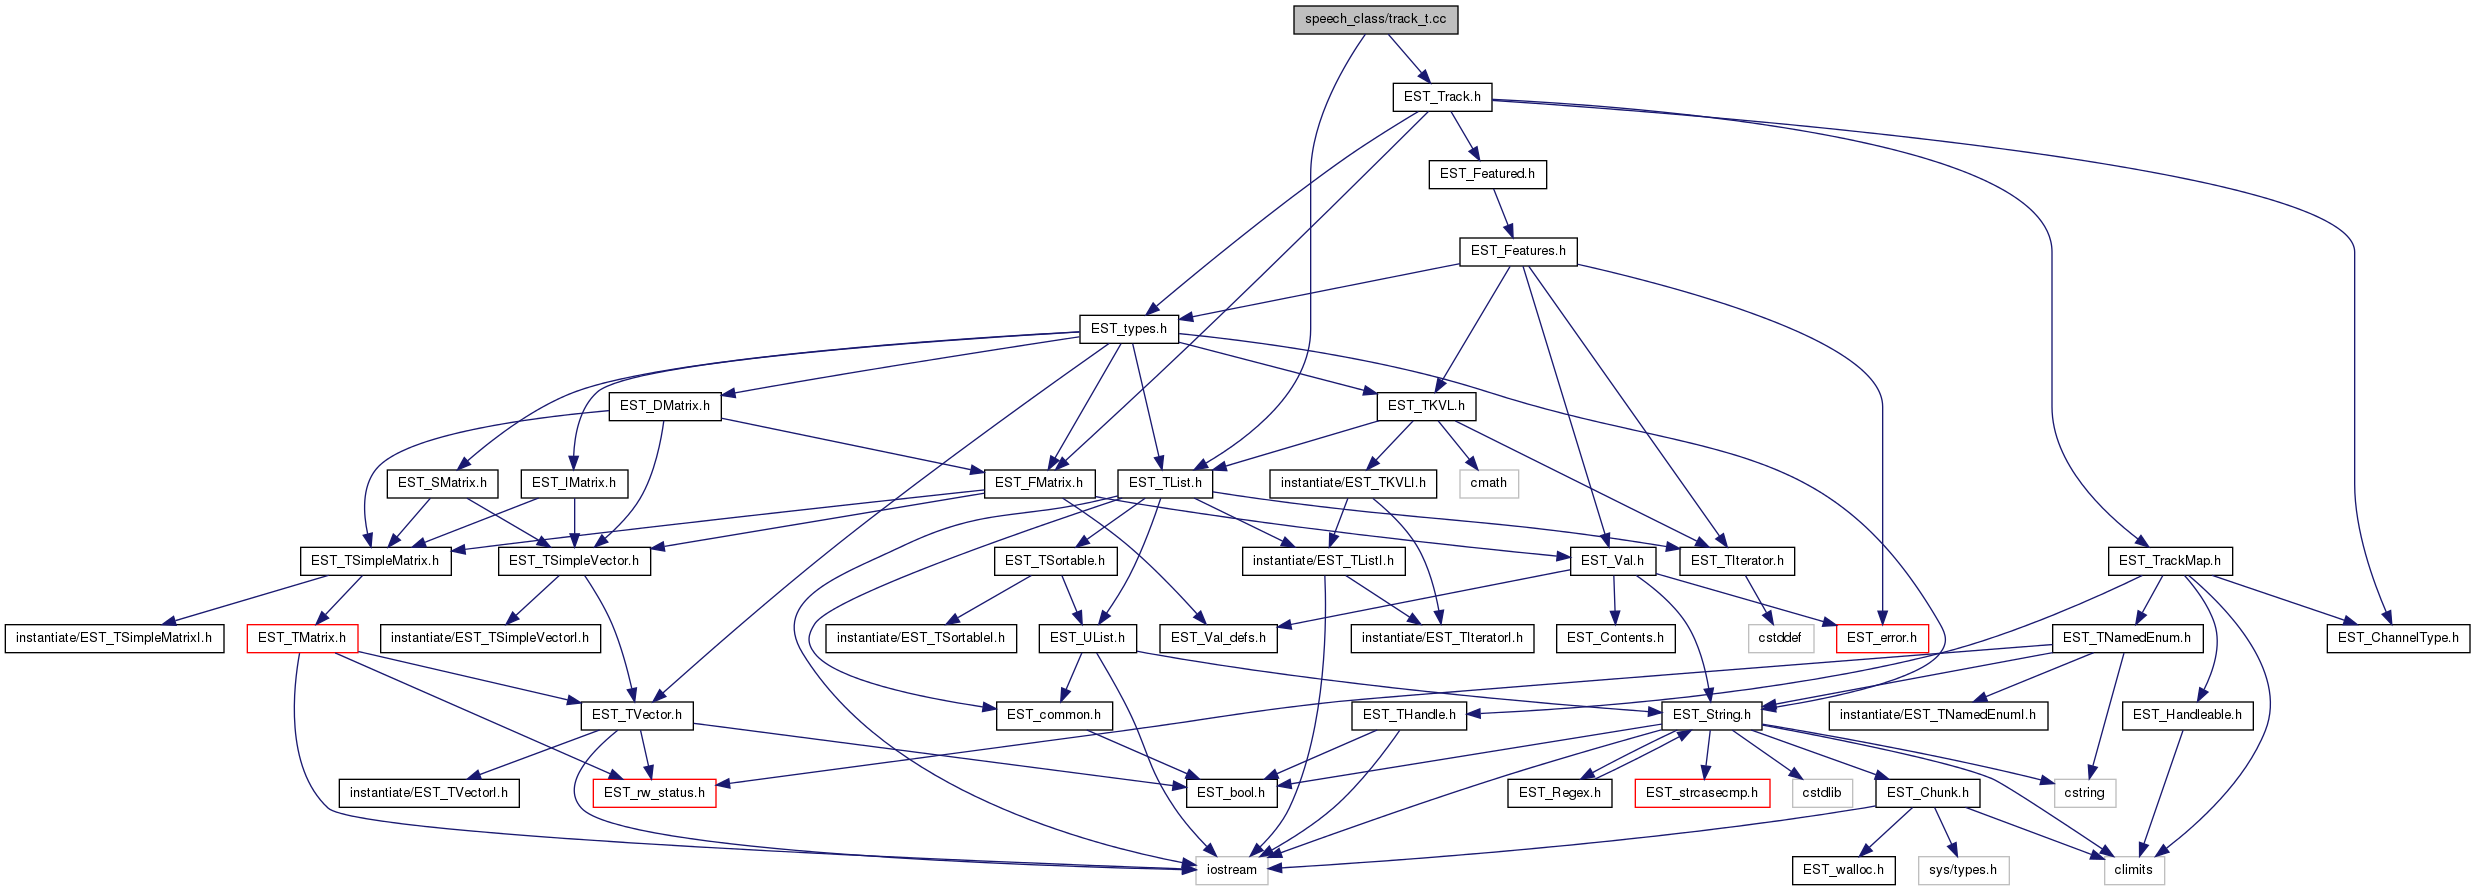 speech_class/track_t.cc
EST_Track.h
EST_Featured.h
EST_Features.h
EST_types.h
EST_DMatrix.h
EST_TKVL.h
EST_SMatrix.h
EST_IMatrix.h
EST_FMatrix.h
EST_TList.h
instantiate/EST_TKVLI.h
cmath
EST_TSimpleMatrix.h
EST_TSimpleVector.h
EST_TSortable.h
instantiate/EST_TListI.h
EST_Val.h
EST_TIterator.h
EST_TrackMap.h
instantiate/EST_TSimpleMatrixI.h
EST_TMatrix.h
instantiate/EST_TSimpleVectorI.h
instantiate/EST_TSortableI.h
EST_UList.h
EST_Val_defs.h
instantiate/EST_TIteratorI.h
EST_Contents.h
cstddef
EST_error.h
EST_TNamedEnum.h
EST_ChannelType.h
EST_TVector.h
EST_common.h
EST_THandle.h
EST_String.h
instantiate/EST_TNamedEnumI.h
EST_Handleable.h
instantiate/EST_TVectorI.h
EST_rw_status.h
EST_bool.h
EST_Regex.h
EST_strcasecmp.h
cstdlib
EST_Chunk.h
cstring
iostream
EST_walloc.h
sys/types.h
climits